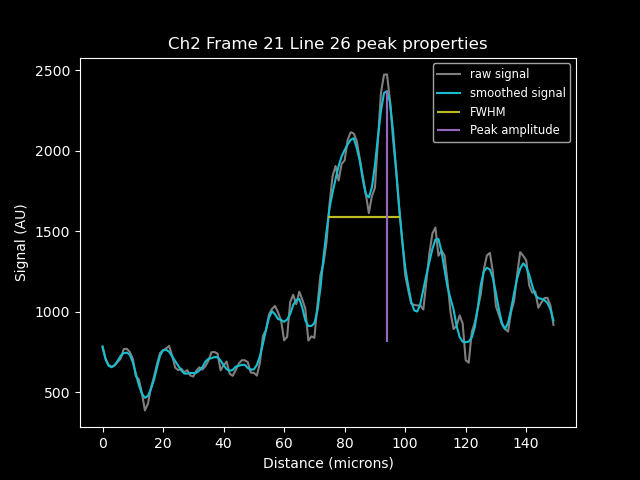 Ch2 Frame 21 Line 26 peak properties
raw signal
smoothed signal
FWHM
Peak amplitude
2500
2000
1500
1000
500
Signal (AU)
0 20 40 60 80 100 120 140
Distance (microns)